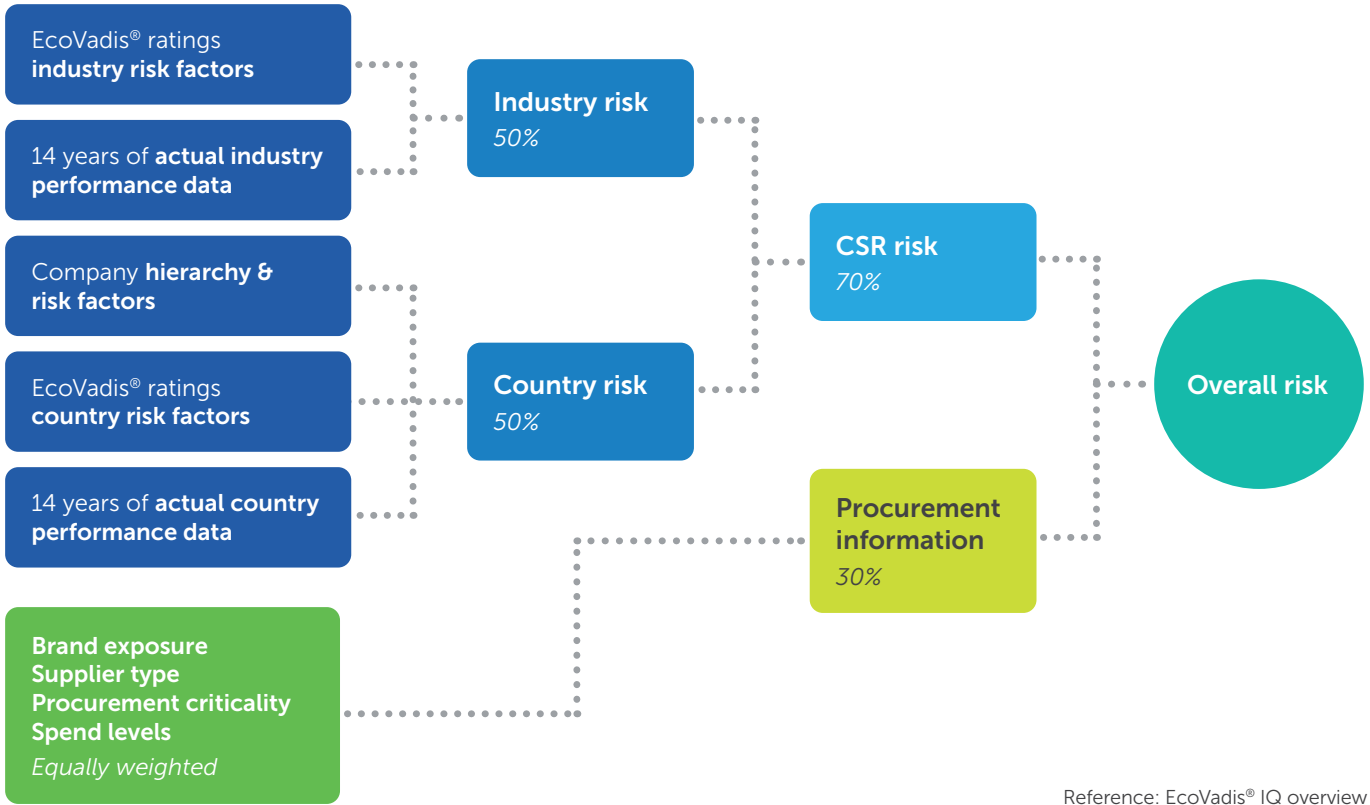 EcoVadis® ratings
industry risk factors
14 years of actual industry
performance data
Company hierarchy &
risk factors
EcoVadis® ratings
country risk factors
14 years of actual country
performance data
Brand exposure
Supplier type
Procurement criticality
Spend levels
Equally weighted
Industry risk
50%
Country risk
50%
CSR risk
70%
Procurement
information
30%
Overall risk
Reference: EcoVadis® IQ overview